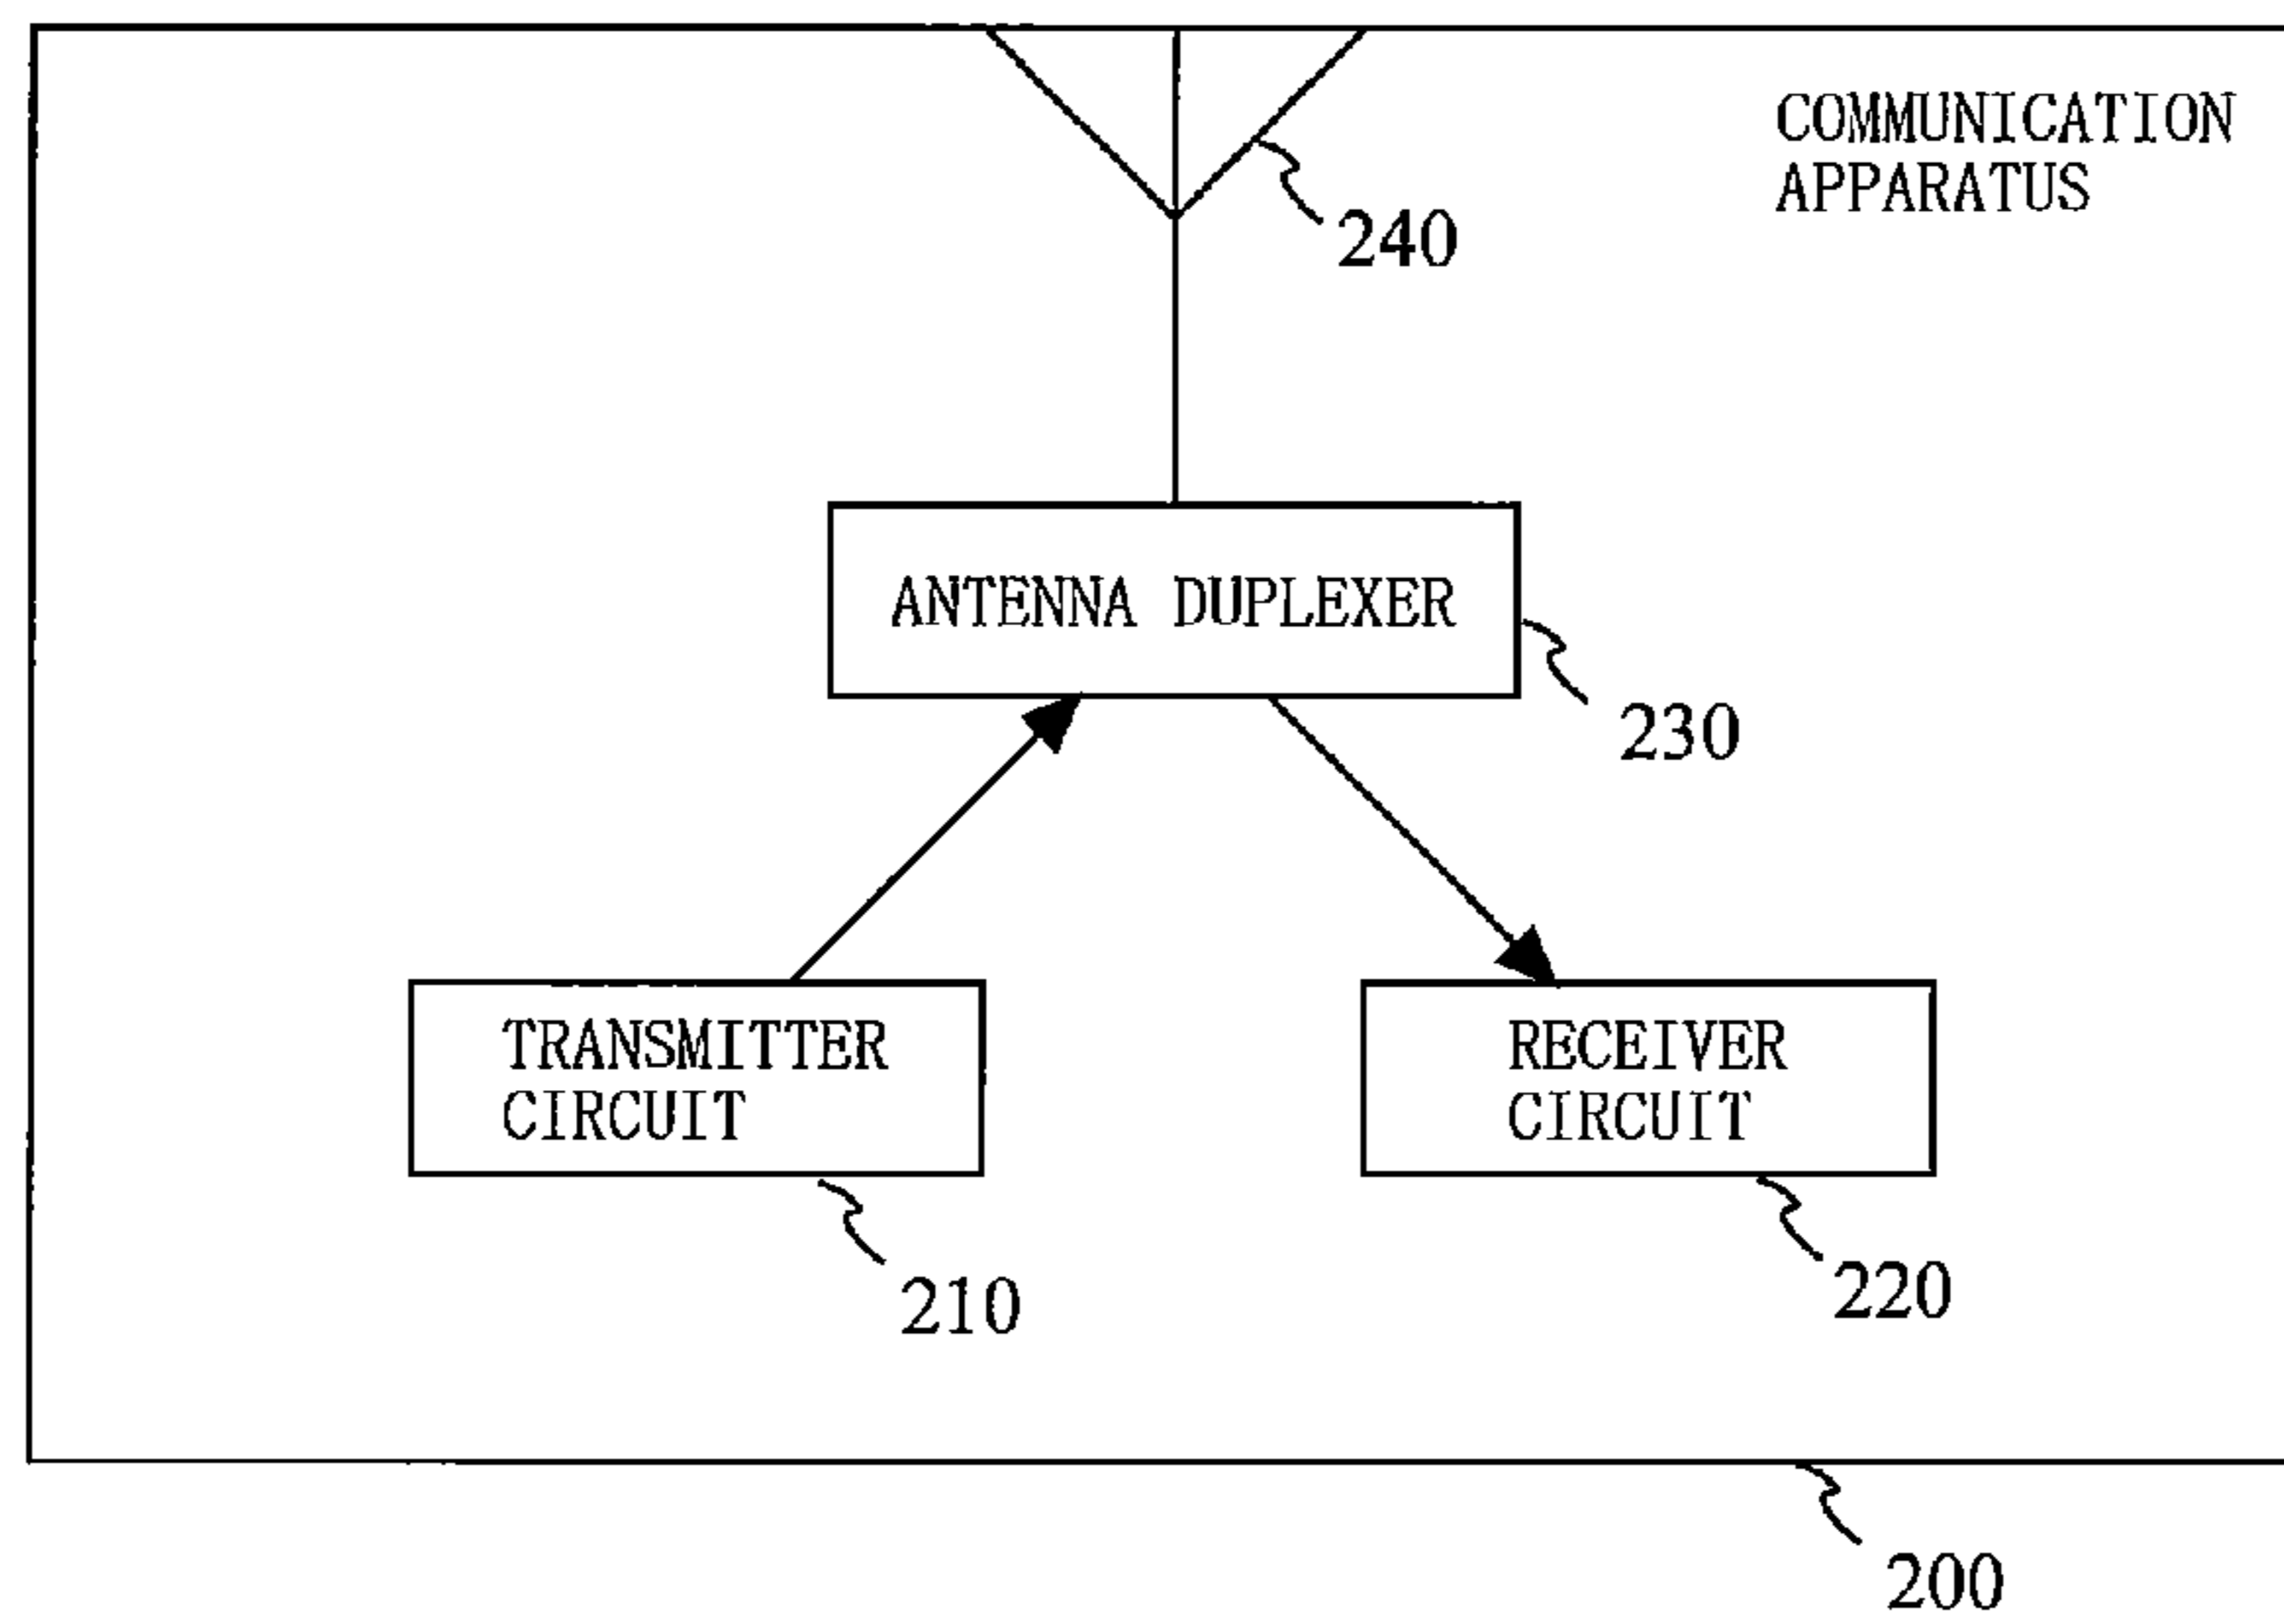 COMMUNICATION
APPARATUS
240
ANTENNA DUPLEXER
230
TRANSMITTER
CIRCUIT
RECEIVER
CIRCUIT
210
220
200